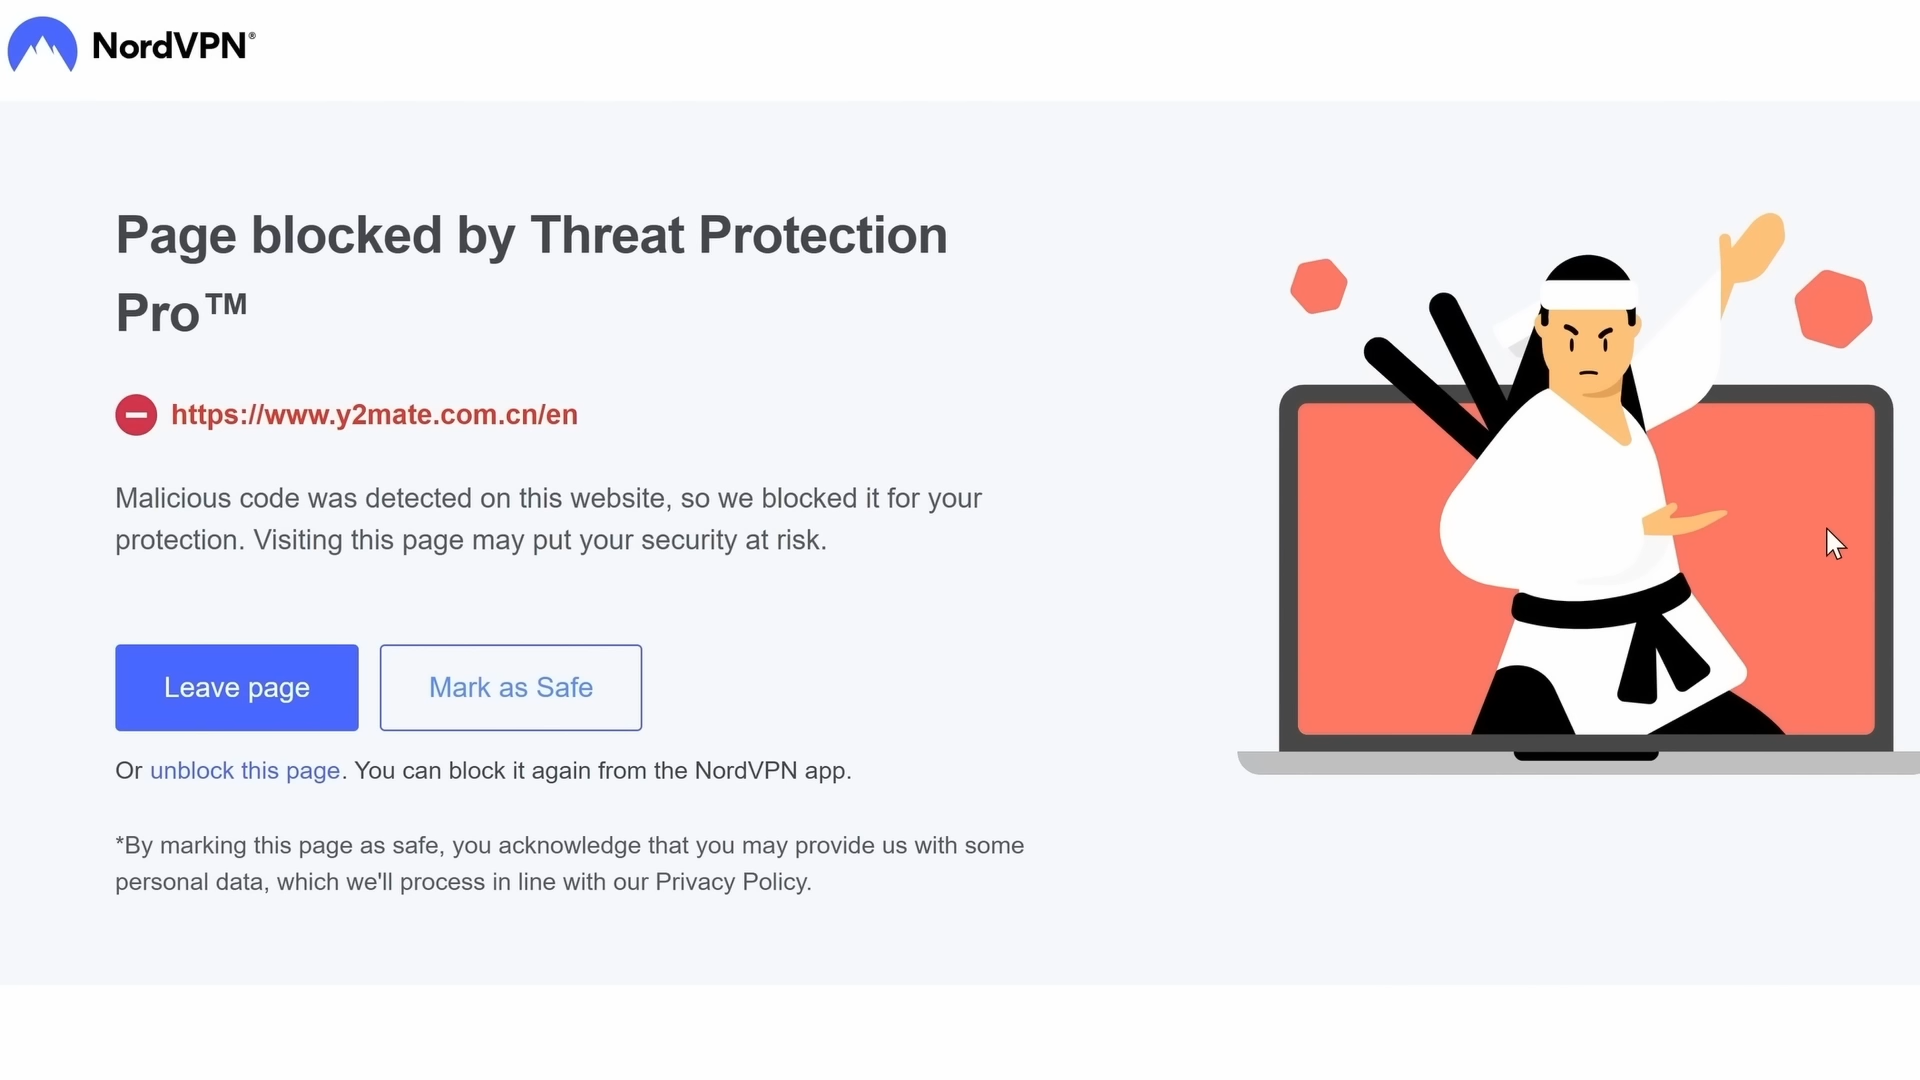 NordVPN®
Page blocked by Threat Protection
Pro™
https://www.y2mate.com.cn/en
Malicious code was detected on this website, so we blocked it for your
protection. Visiting this page may put your security at risk.
Leave page
Mark as Safe
Or unblock this page. You can block it again from the NordVPN app.
*By marking this page as safe, you acknowledge that you may provide us with some
personal data, which we'll process in line with our Privacy Policy.